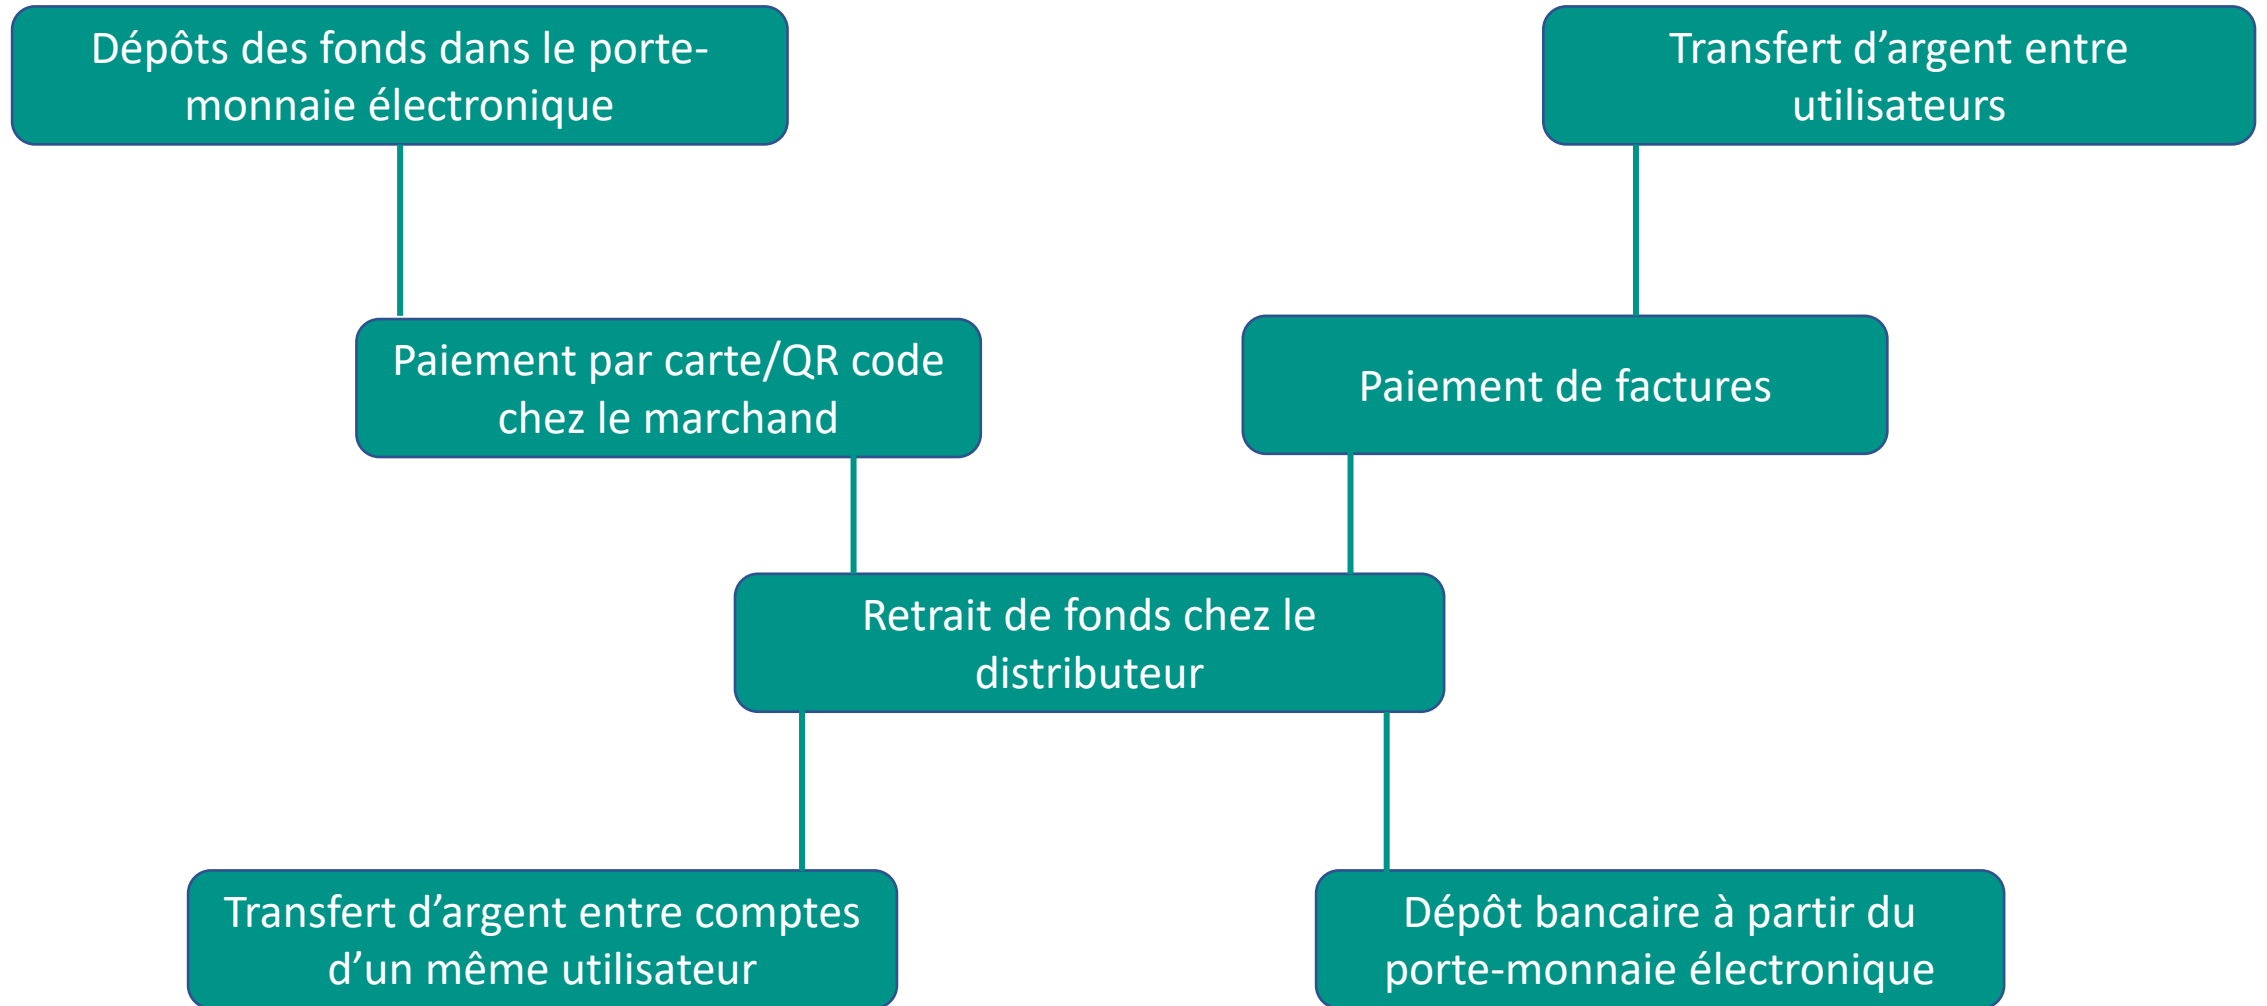 Dépôts des fonds dans le porte-
monnaie électronique
Transfert d’argent entre
utilisateurs
Paiement par carte/QR code
chez le marchand
Paiement de factures
Retrait de fonds chez le
distributeur
Transfert d’argent entre comptes
d’un même utilisateur
Dépôt bancaire à partir du
porte-monnaie électronique